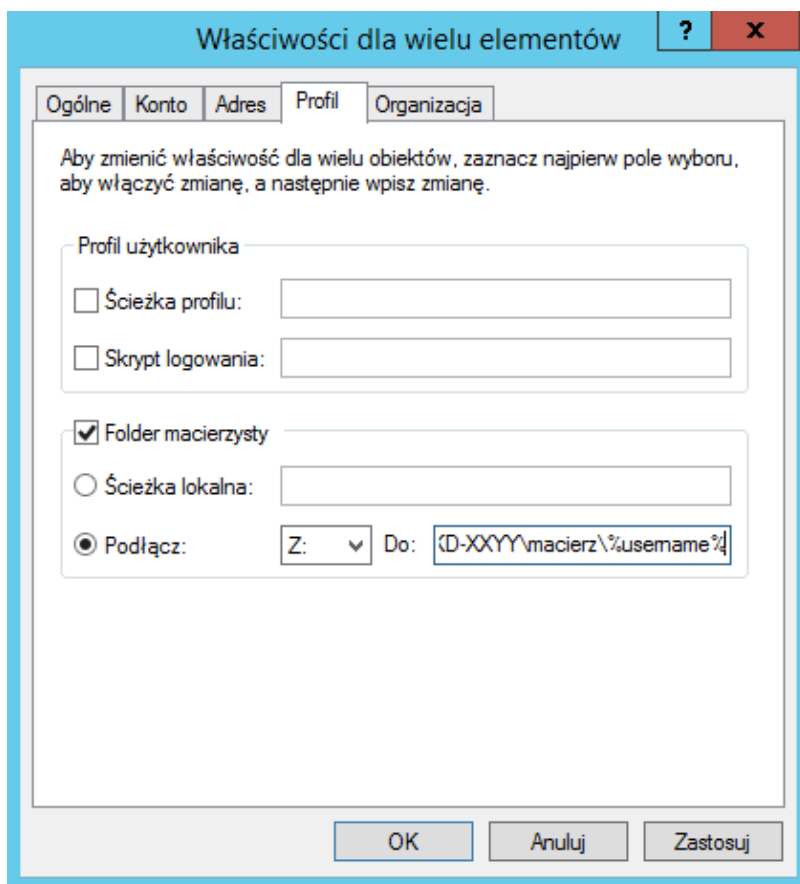 Właściwości dla wielu elementów
?
x
Ogólne
Konto
Adres
Profil
Organizacja
Aby zmienić właściwość dla wielu obiektów, zaznacz najpierw pole wyboru,
aby włączyć zmianę, a następnie wpisz zmianę.
Profil użytkownika
Ścieżka profilu:
Skrypt logowania:
Folder macierzysty
Ścieżka lokalna:
Podłącz:
Z:
Do:
D-XXYY\macierz\%username%
OK
Anuluj
Zastosuj